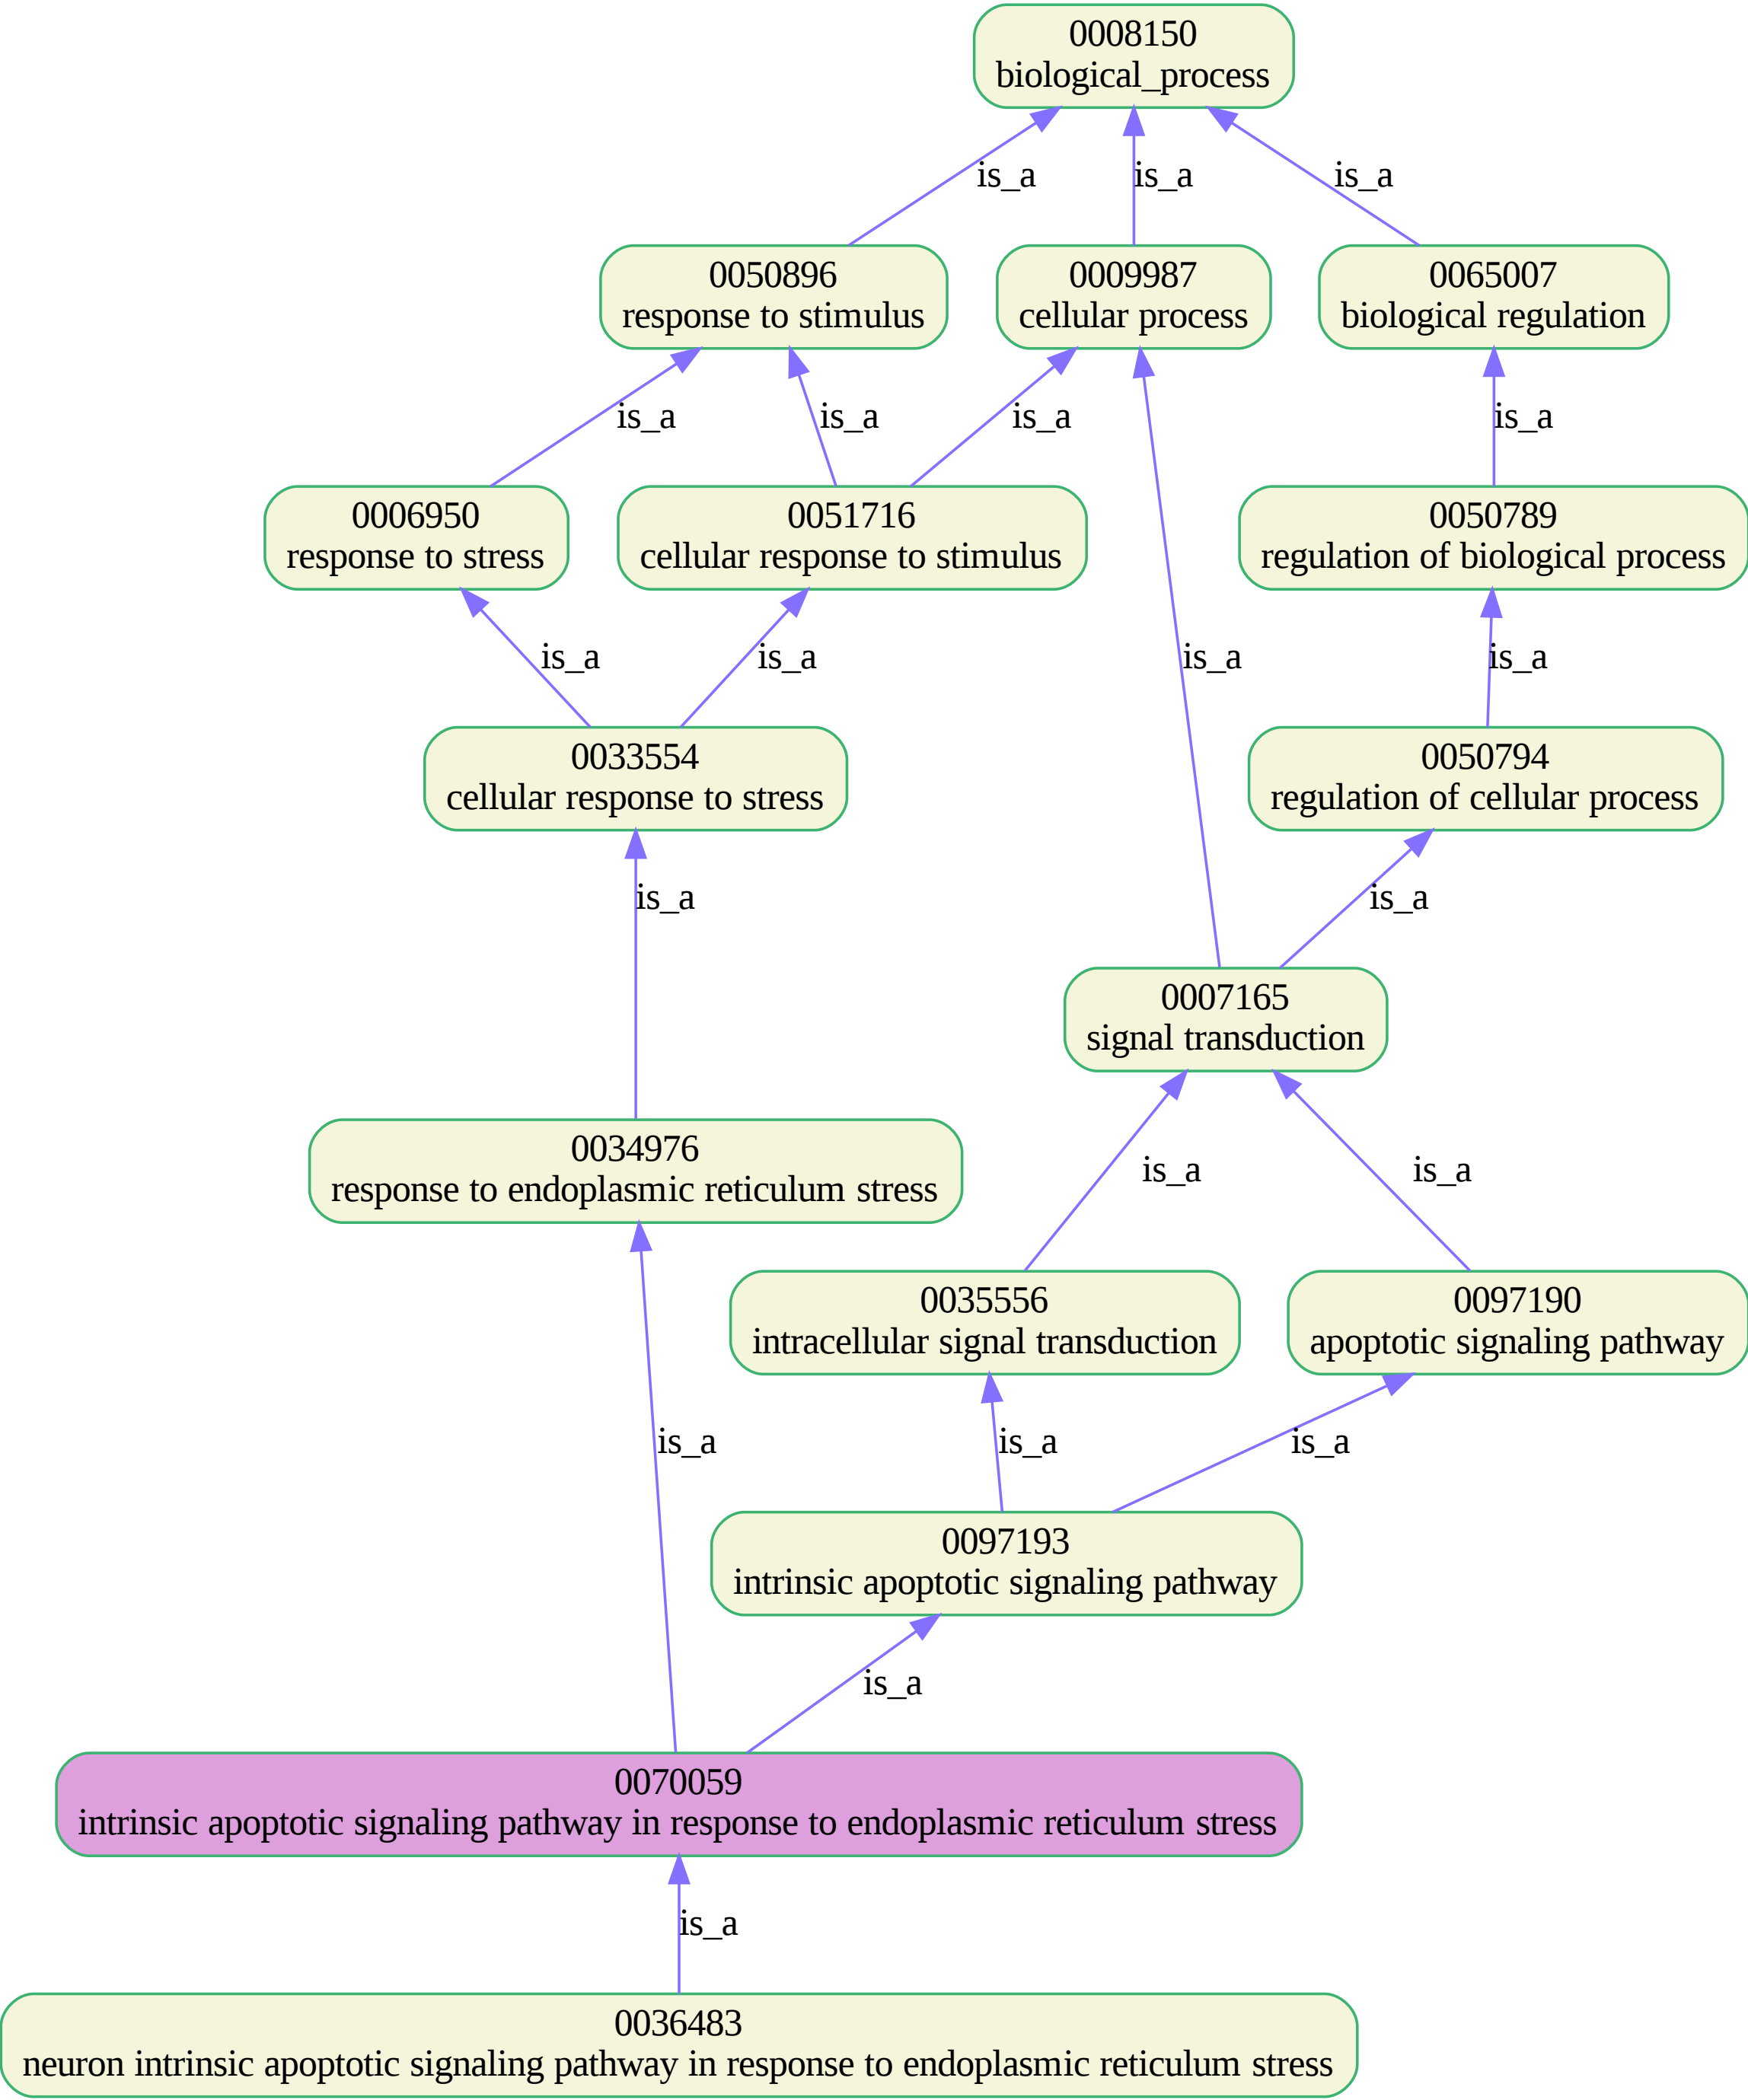 0008150
biological_process
is_a
is_a
is_a
0050896
response to stimulus
0009987
cellular process
0065007
biological regulation
is_a
is_a
is_a
is_a
0006950
response to stress
0051716
cellular response to stimulus
0050789
regulation of biological process
is_a
is_a
is_a
is_a
0033554
cellular response to stress
0050794
regulation of cellular process
is_a
is_a
0007165
signal transduction
0034976
response to endoplasmic reticulum stress
is_a
is_a
0035556
intracellular signal transduction
0097190
apoptotic signaling pathway
is_a
is_a
is_a
0097193
intrinsic apoptotic signaling pathway
is_a
0070059
intrinsic apoptotic signaling pathway in response to endoplasmic reticulum stress
is_a
0036483
neuron intrinsic apoptotic signaling pathway in response to endoplasmic reticulum stress